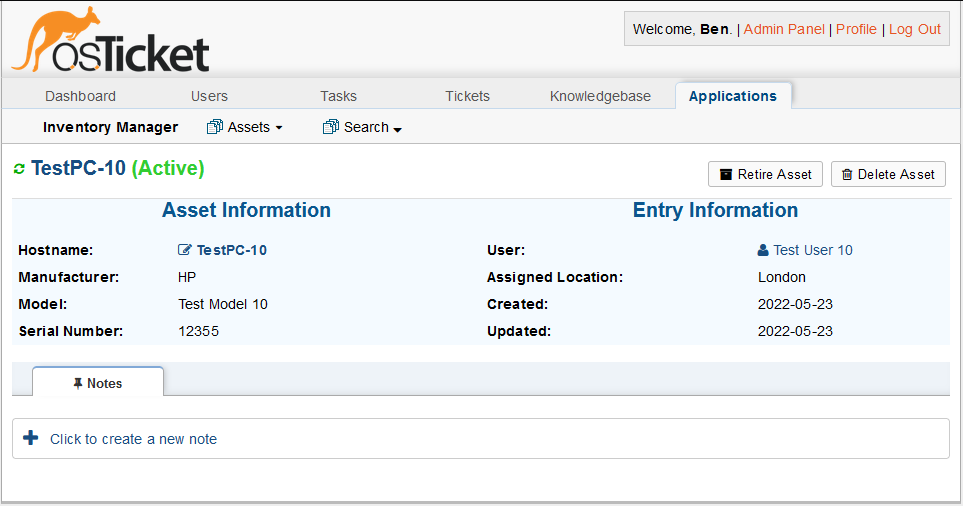 osTicket
Welcome, Ben. | Admin Panel | Profile | Log Out
Dashboard Users Tasks Tickets Knowledgebase Applications
Inventory Manager Assets Search
TestPC-10 (Active) Retire Asset Delete Asset
Asset Information Entry Information
Hostname: TestPC-10 User: Test User 10
Manufacturer: HP Assigned Location: London
Model: Test Model 10 Created: 2022-05-23
Serial Number: 12355 Updated: 2022-05-23
Notes
Click to create a new note